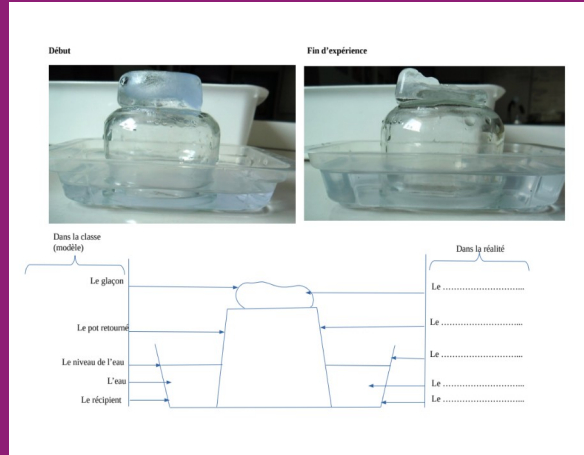 Début
Fin d'expérience
Dans la classe
(modèle)
Dans la réalité
Le glaçon
Le ...........................
Le pot retourné
Le ...........................
Le niveau de l'eau
Le ...........................
L'eau
Le ...........................
Le récipient
Le ...........................